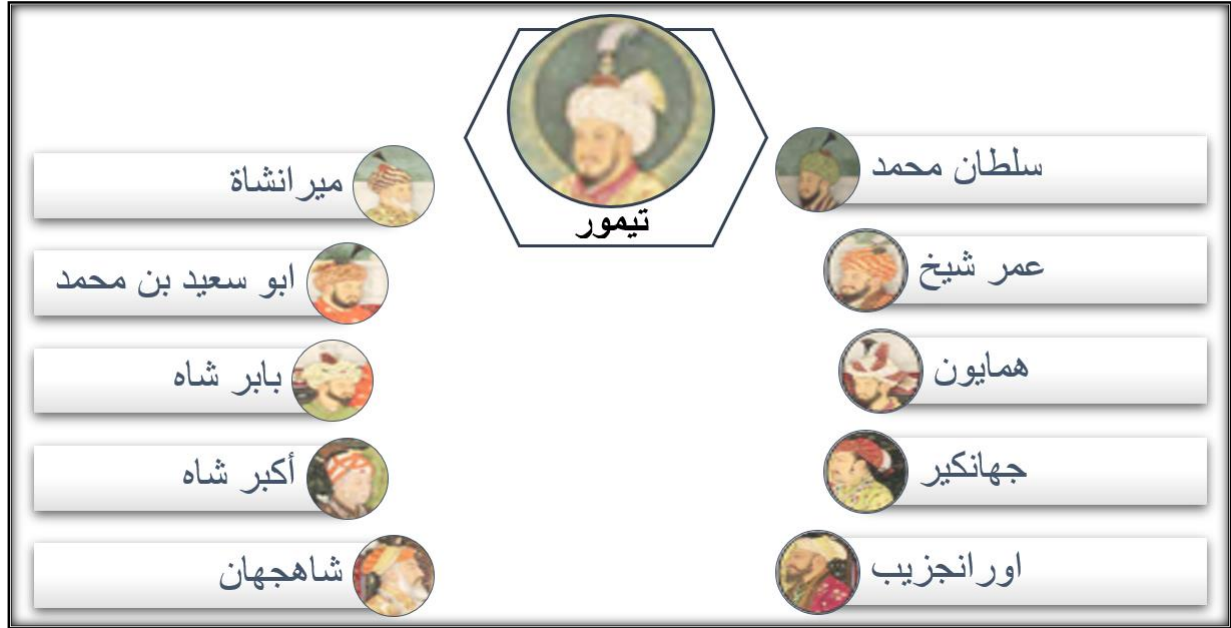 تيمور
سلطان محمد
ميرانشاة
عمر شيخ
ابو سعيد بن محمد
همايون
بابر شاه
جهانكير
أكبر شاه
اورانجزيب
شاهجهان